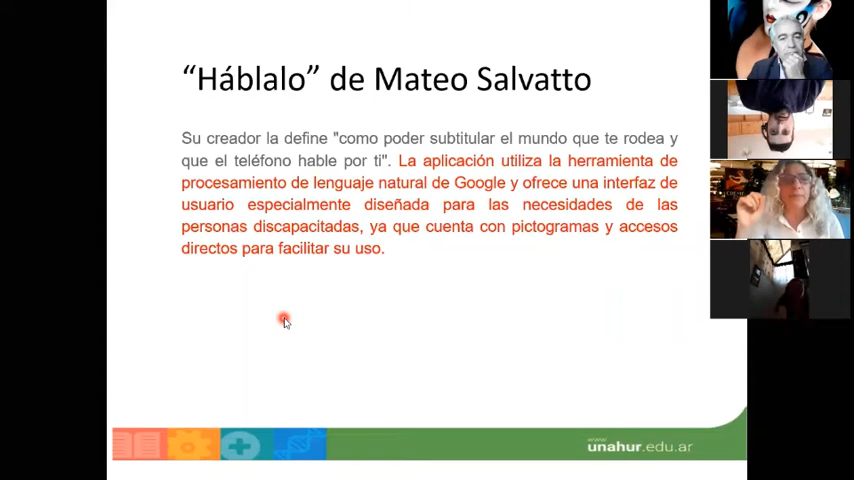 “Háblalo” de Mateo Salvatto
Su creador la define "como poder subtitular el mundo que te rodea y
que el teléfono hable por ti". La aplicación utiliza la herramienta de
procesamiento de lenguaje natural de Google y ofrece una interfaz de
usuario especialmente diseñada para las necesidades de las
personas discapacitadas, ya que cuenta con pictogramas y accesos
directos para facilitar su uso.
www
unahur.edu.ar